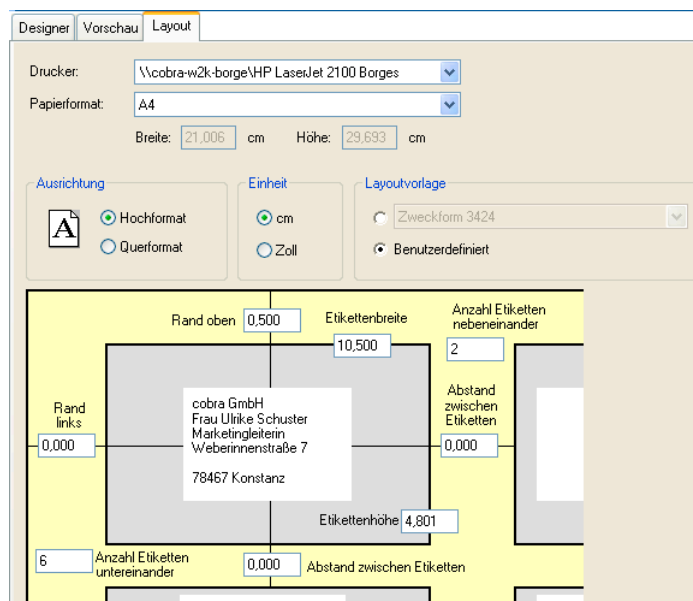 Designer Vorschau Layout
Drucker: \\cobra-w2k-borge\HP LaserJet 2100 Borges
Papierformat: A4
Breite: 21,006 cm Höhe: 29,693 cm
Ausrichtung
A
Hochformat
Querformat
Einheit
cm
Zoll
Layoutvorlage
Zweckform 3424
Benutzerdefiniert
Rand oben 0,500
Etikettenbreite
10,500
Anzahl Etiketten
nebeneinander
2
Rand
links
0,000
cobra GmbH
Frau Ulrike Schuster
Marketingleiterin
Weberinnenstraße 7
78467 Konstanz
Abstand
zwischen
Etiketten
0,000
Etikettenhöhe 4,801
6 Anzahl Etiketten
untereinander
0,000 Abstand zwischen Etiketten